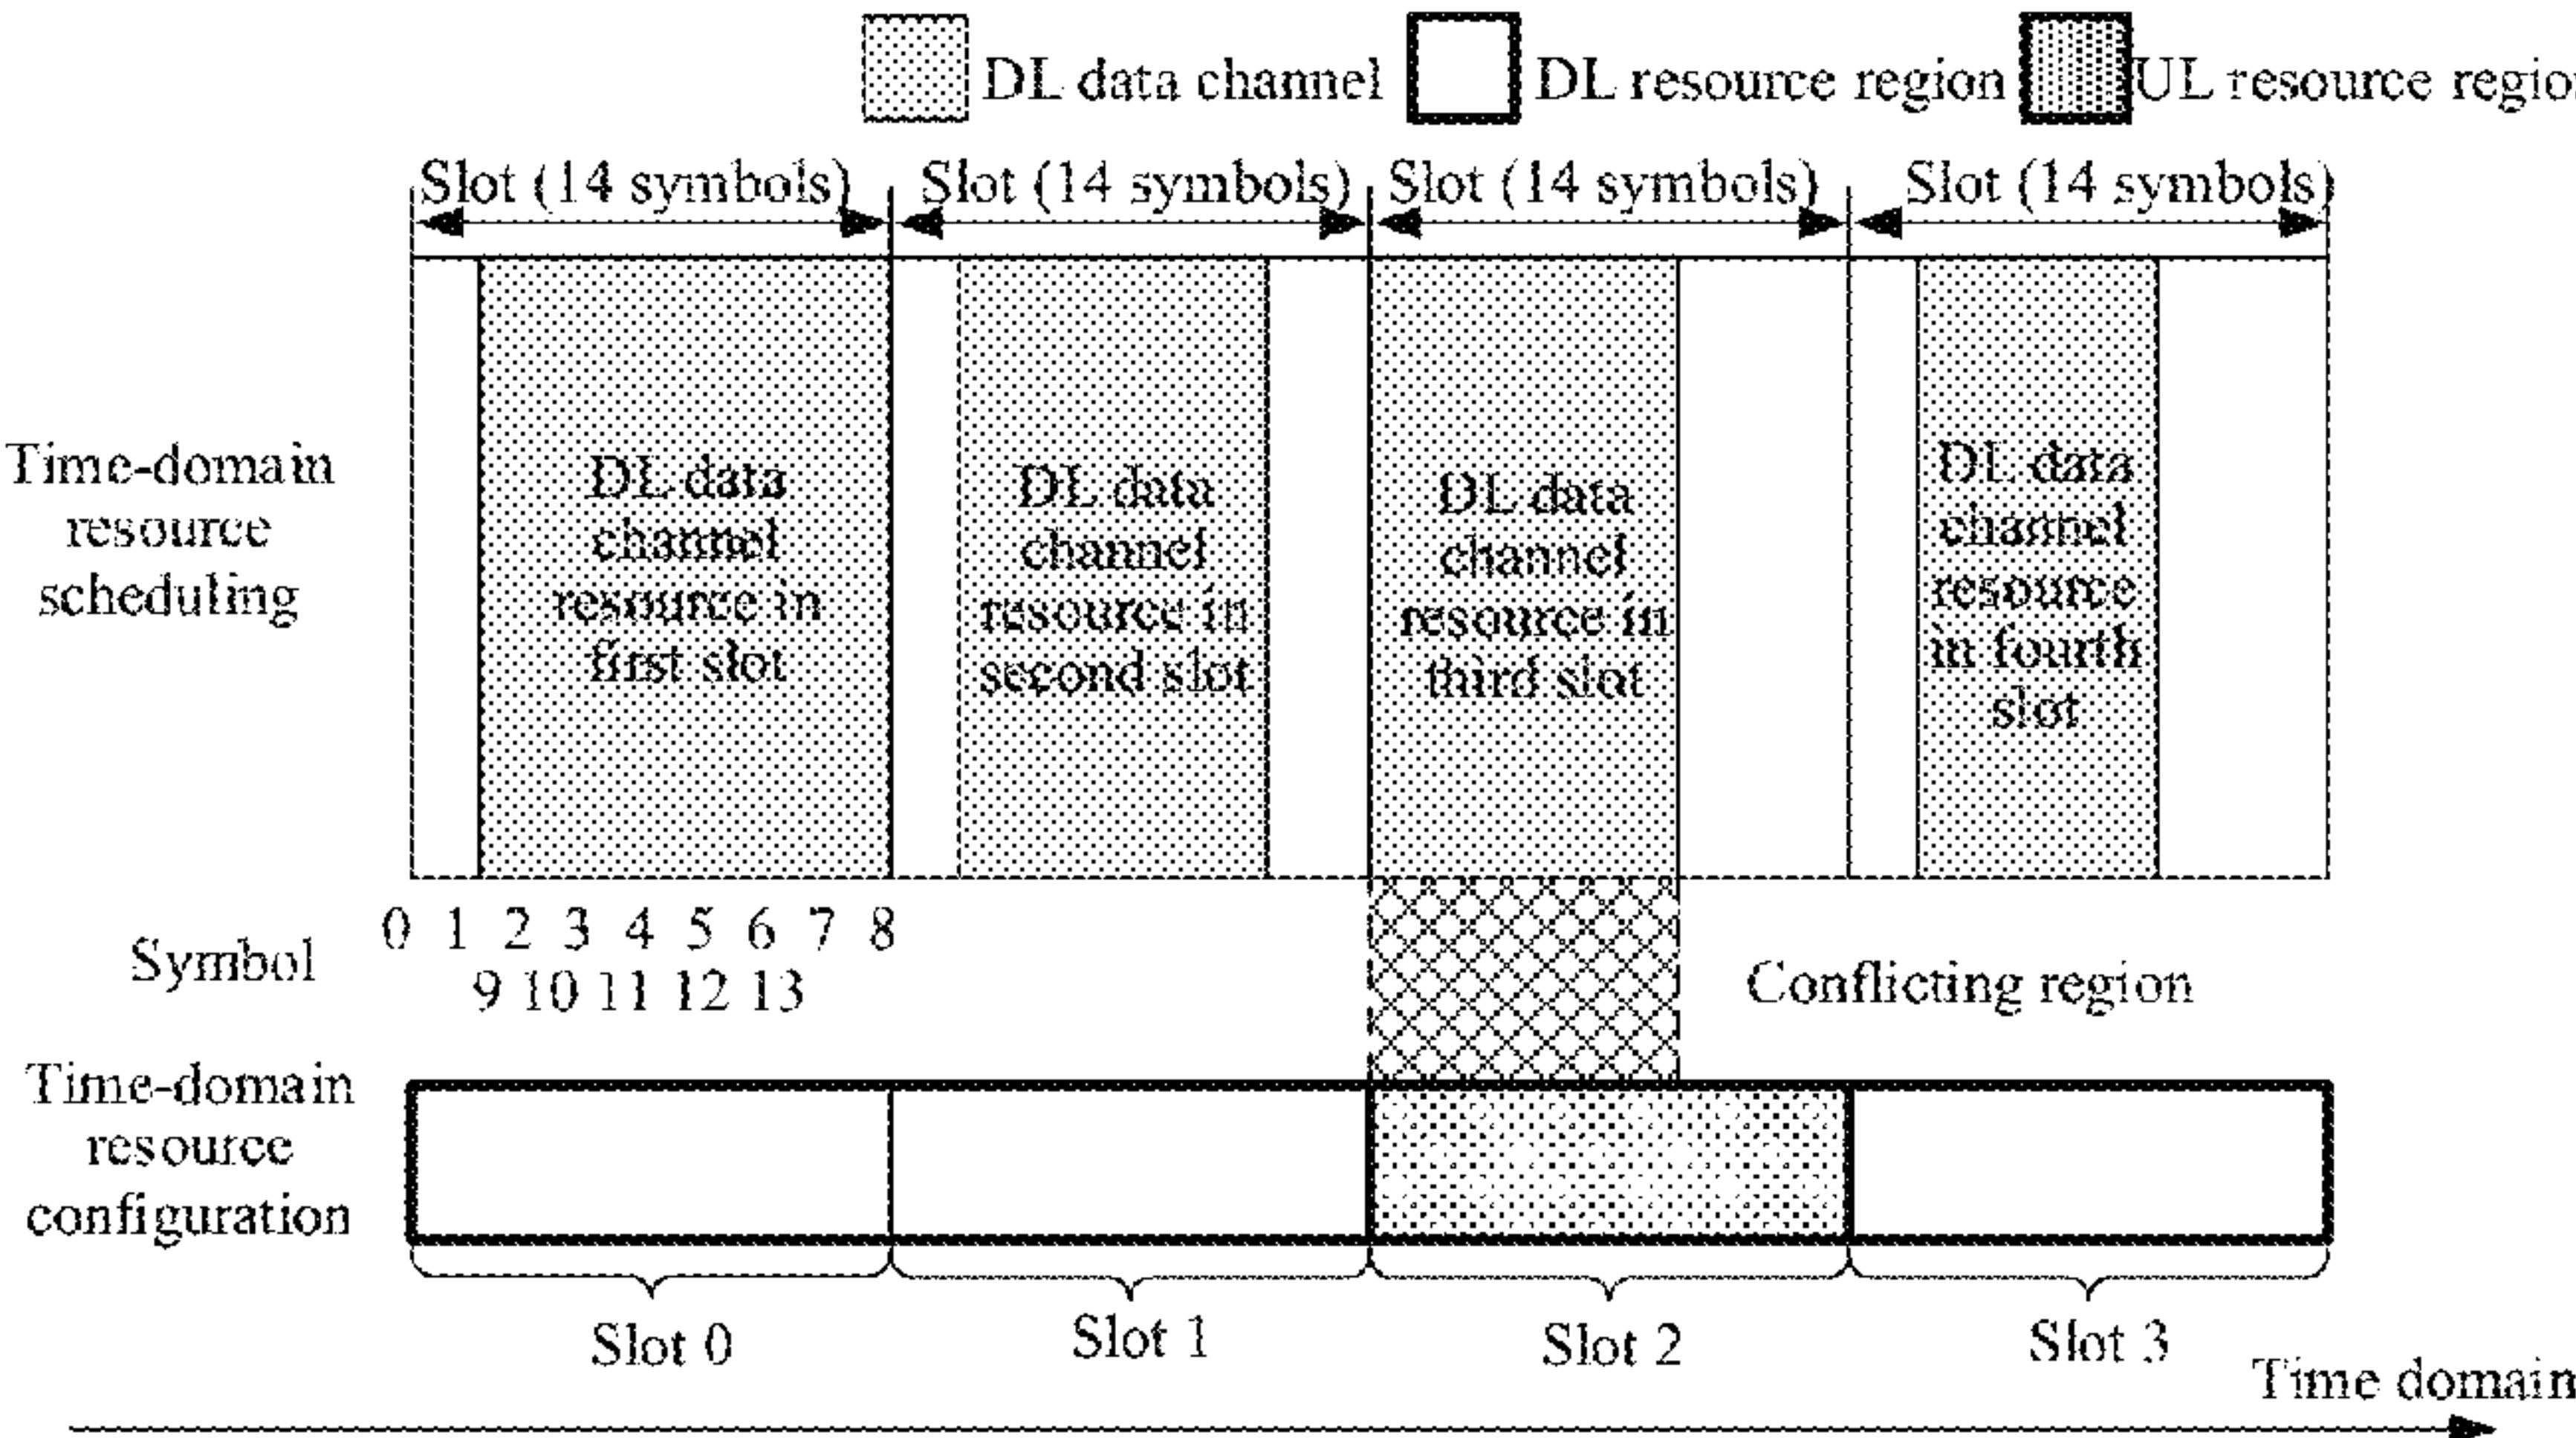 DL data channel DL resource region UL resource regio
Slot (14 symbols) Slot (14 symbols) Slot (14 symbols) Slot (14 symbols)
Time-domain
resource
scheduling
DL data
channel
resource in
first slot
DL data
channel
resource in
second slot
DL data
channel
resource in
third slot
DL data
channel
resource
in fourth
slot
Symbol
0 1 2 3 4 5 6 7 8
9 10 11 12 13
Conflicting region
Time-domain
resource
configuration
Slot 0 Slot 1 Slot 2 Slot 3
Time domain